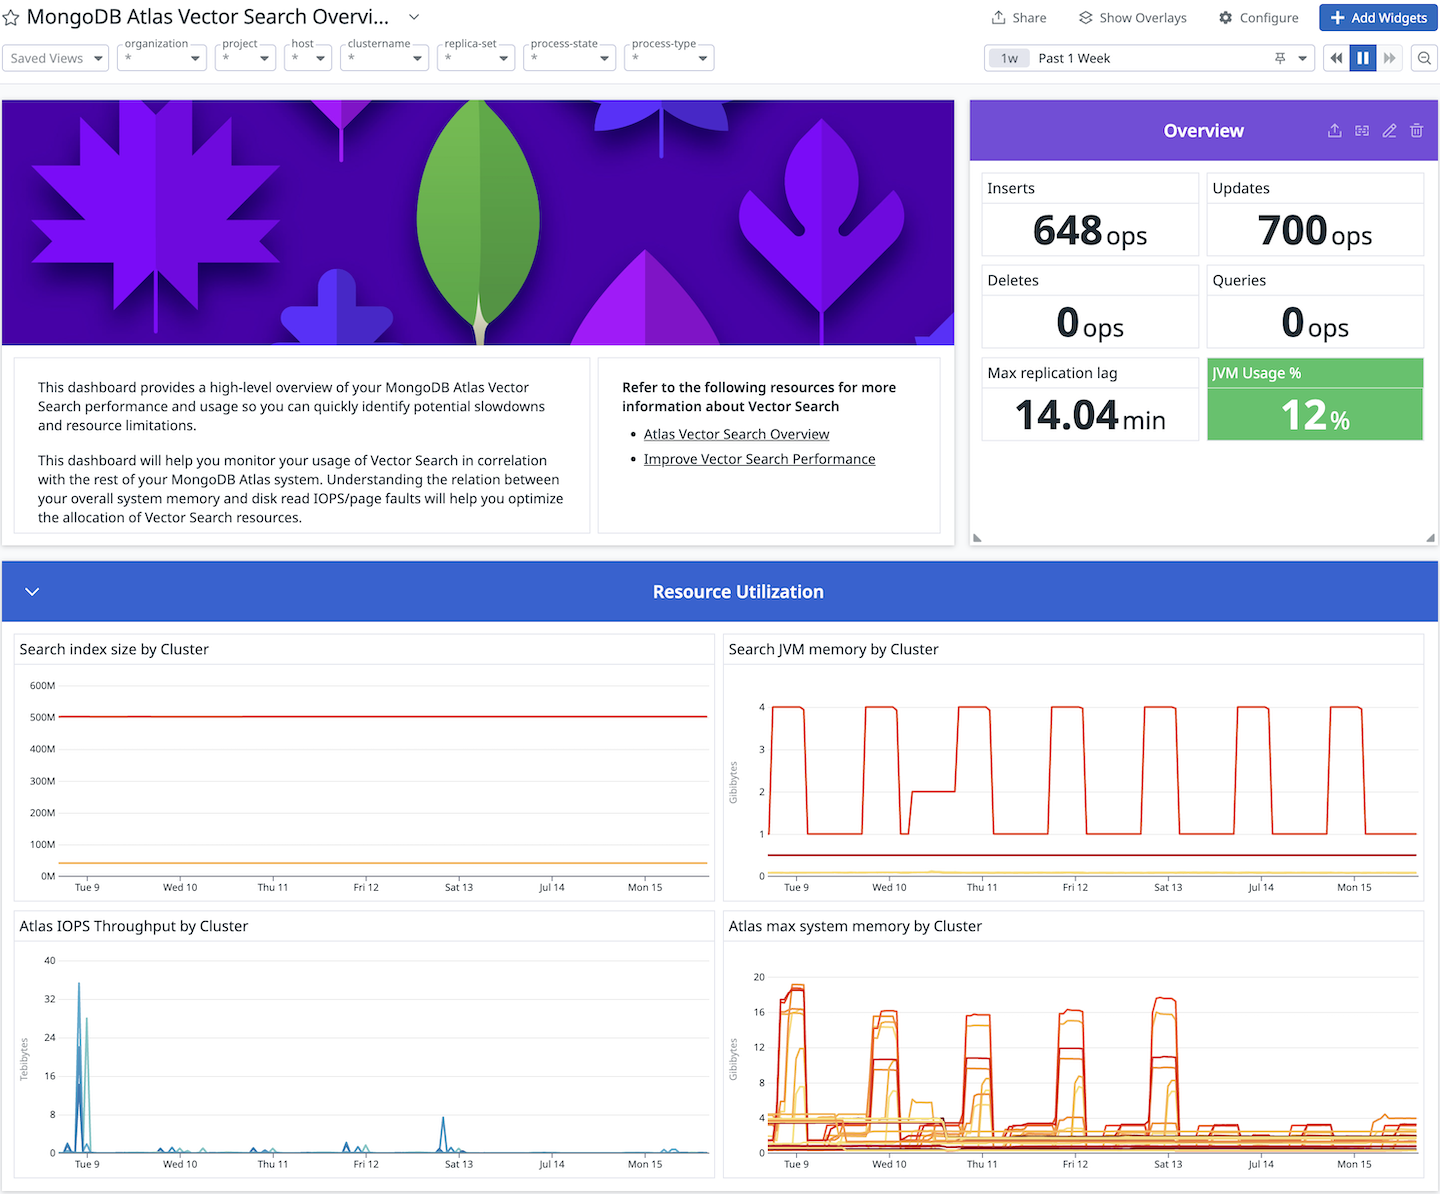 MongoDB Atlas Vector Search Overvi...
Share
Show Overlays
Configure
Add Widgets
Saved Views
organization
*
project
*
host
*
clustername
*
replica-set
*
process-state
*
process-type
*
1w
Past 1 Week
Overview
Inserts
648 ops
Updates
700 ops
Deletes
0 ops
Queries
0 ops
Max replication lag
14.04 min
JVM Usage %
12 %
This dashboard provides a high-level overview of your MongoDB Atlas Vector
Search performance and usage so you can quickly identify potential slowdowns
and resource limitations.
This dashboard will help you monitor your usage of Vector Search in correlation
with the rest of your MongoDB Atlas system. Understanding the relation between
your overall system memory and disk read IOPS/page faults will help you optimize
the allocation of Vector Search resources.
Refer to the following resources for more
information about Vector Search
• Atlas Vector Search Overview
• Improve Vector Search Performance
Resource Utilization
Search index size by Cluster
600M
500M
400M
300M
200M
100M
0M
Tue 9 Wed 10 Thu 11 Fri 12 Sat 13 Jul 14 Mon 15
Search JVM memory by Cluster
Gibibytes
4
3
2
1
0
Tue 9 Wed 10 Thu 11 Fri 12 Sat 13 Jul 14 Mon 15
Atlas IOPS Throughput by Cluster
Tebibytes
40
32
24
16
8
0
Tue 9 Wed 10 Thu 11 Fri 12 Sat 13 Jul 14 Mon 15
Atlas max system memory by Cluster
Gibibytes
20
16
12
8
4
0
Tue 9 Wed 10 Thu 11 Fri 12 Sat 13 Jul 14 Mon 15